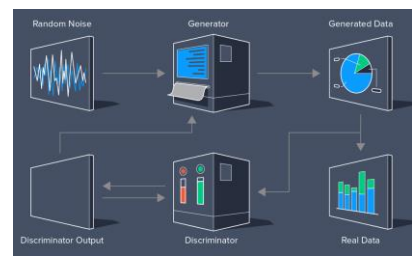 Random Noise
Generator
Generated Data
Discriminator Output
Discriminator
Real Data